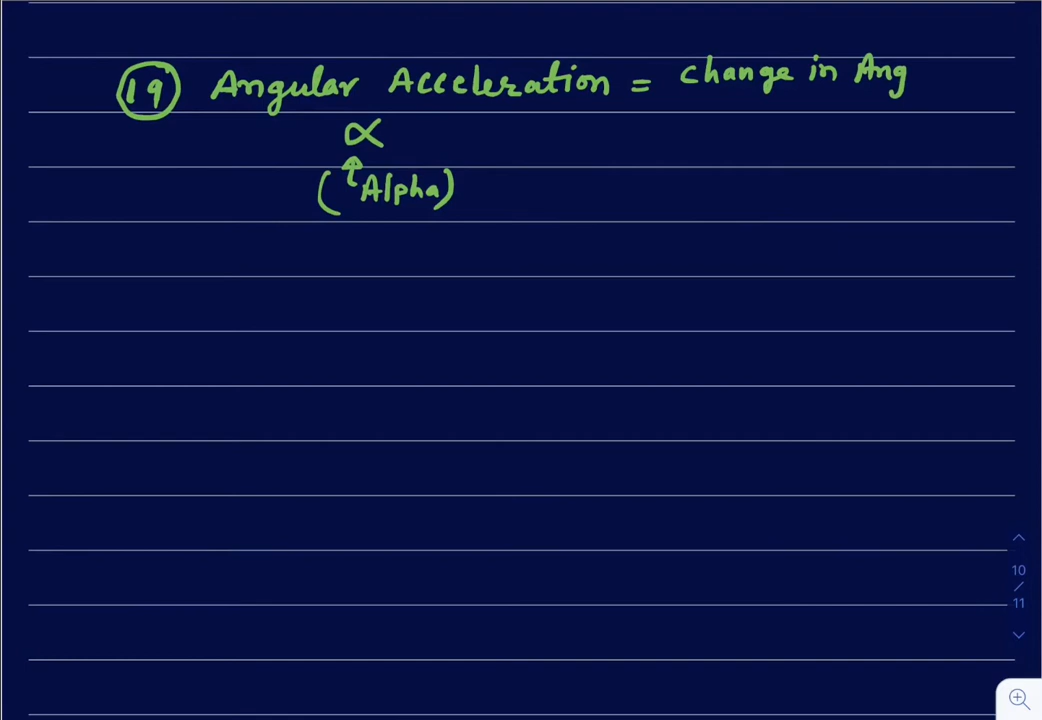 19 Angular Acceleration = change in Ang
∝
(Alpha)
10
/
11